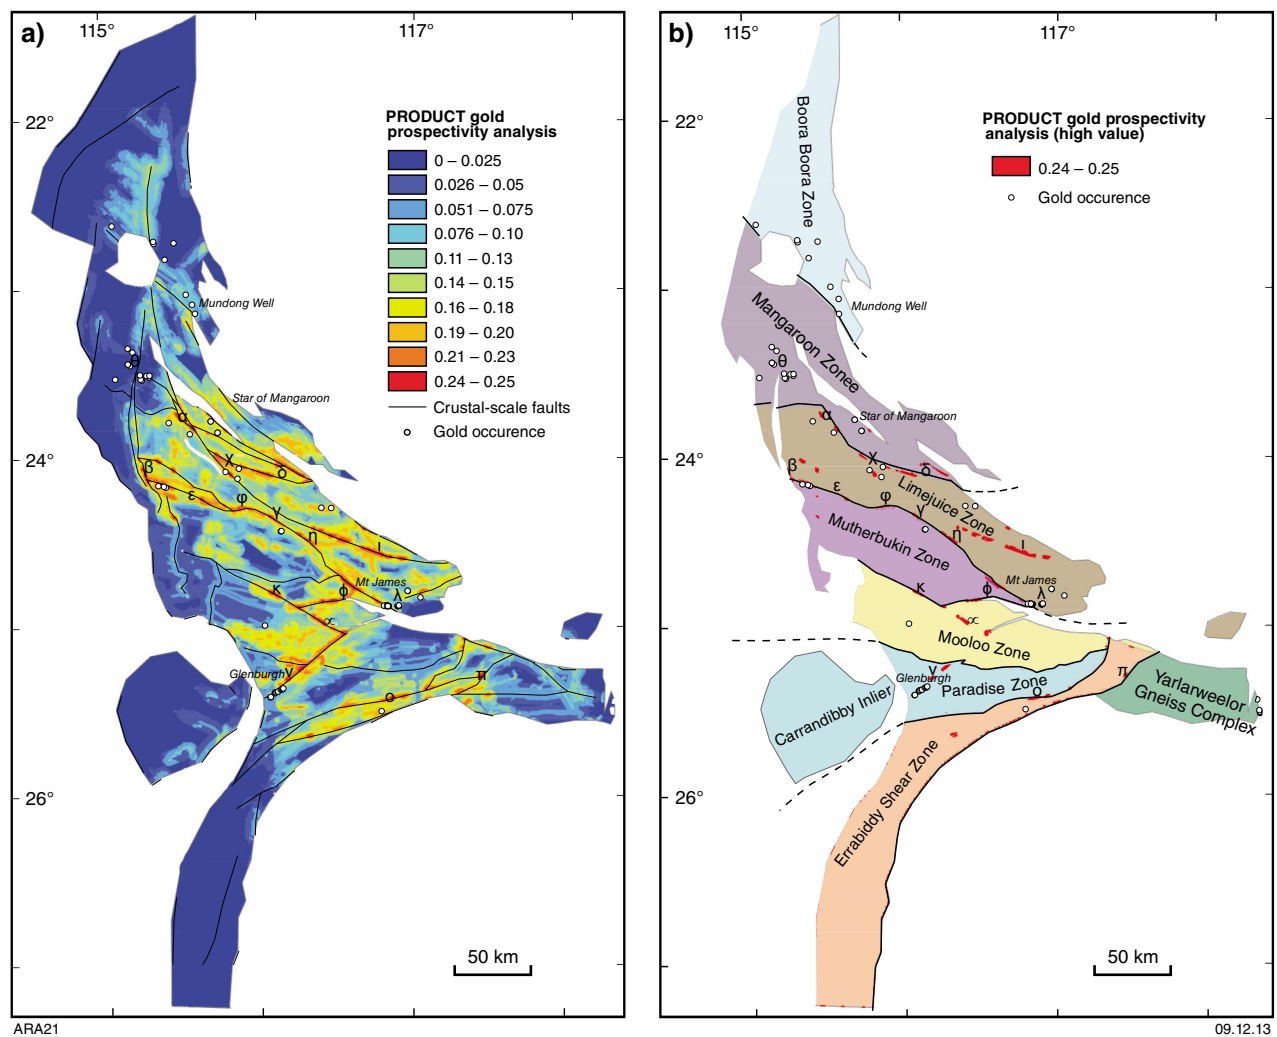 a)
115°
117°
22°
24°
26°
PRODUCT gold
prospectivity analysis
0 – 0.025
0.026 – 0.05
0.051 – 0.075
0.076 – 0.10
0.11 – 0.13
0.14 – 0.15
0.16 – 0.18
0.19 – 0.20
0.21 – 0.23
0.24 – 0.25
Crustal-scale faults
Gold occurence
Mundong Well
θ
Star of Mangaroon
α
β
χ
δ
ε
φ
γ
η
ι
κ
ϕ
Mt James
λ
∝
Glenburgh
ν
π
ο
50 km
ARA21
b)
115°
117°
22°
24°
26°
PRODUCT gold prospectivity
analysis (high value)
0.24 – 0.25
Gold occurence
Boora Boora Zone
Mundong Well
Mangaroon Zonee
θ
Star of Mangaroon
α
β
χ
δ
ε
φ
γ
Limejuice Zone
η
ι
Mutherbukin Zone
κ
ϕ
Mt James
λ
∝
Mooloo Zone
ν
Glenburgh
Paradise Zone
ο
π
Carrandibby Inlier
Yarlarweelor
Gneiss Complex
Errabiddy Shear Zone
50 km
09.12.13